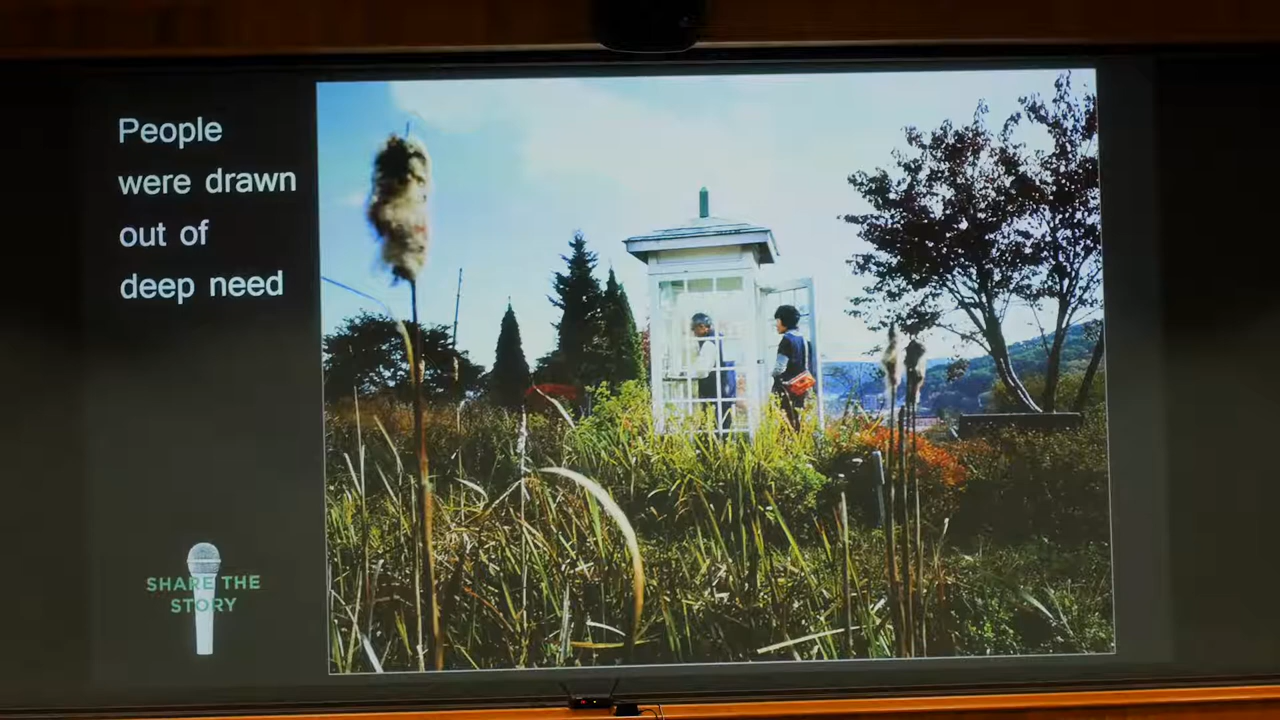 People
were drawn
out of
deep need
SHARE THE
STORY